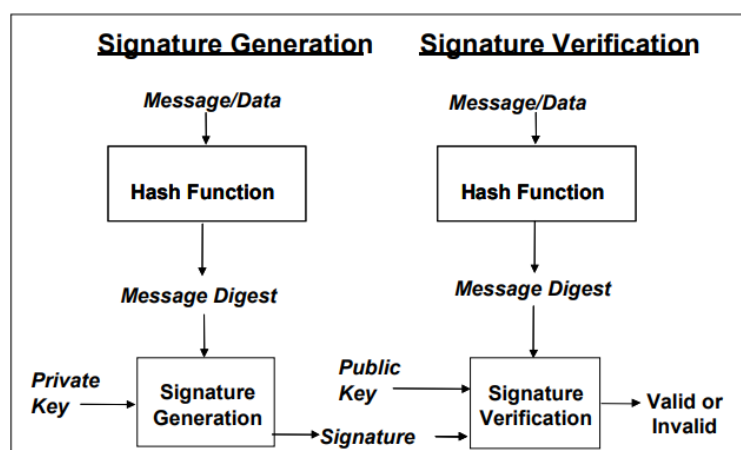 Signature Generation
Signature Verification
Message/Data
Message/Data
Hash Function
Hash Function
Message Digest
Message Digest
Private
Key
Signature
Generation
Public
Key
Signature
Verification
Valid or
Invalid
Signature